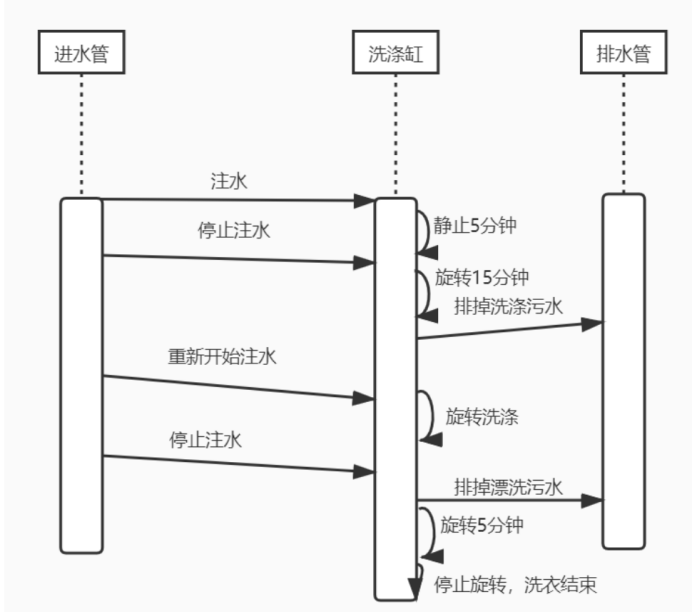 进水管
洗涤缸
排水管
注水
静止5分钟
停止注水
旋转15分钟
排掉洗涤污水
重新开始注水
旋转洗涤
停止注水
排掉漂洗污水
旋转5分钟
停止旋转，洗衣结束